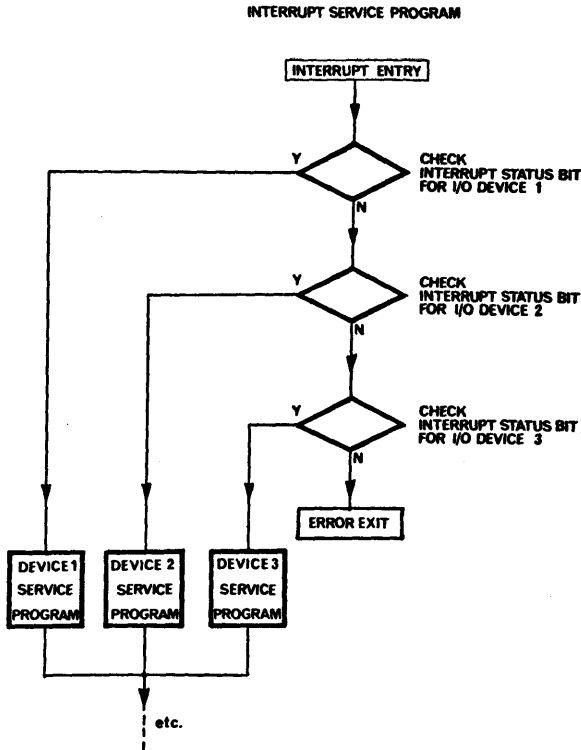 INTERRUPT SERVICE PROGRAM
INTERRUPT ENTRY
Y
CHECK
INTERRUPT STATUS BIT
FOR I/O DEVICE 1
N
Y
CHECK
INTERRUPT STATUS BIT
FOR I/O DEVICE 2
N
Y
CHECK
INTERRUPT STATUS BIT
FOR I/O DEVICE 3
N
ERROR EXIT
DEVICE 1
SERVICE
PROGRAM
DEVICE 2
SERVICE
PROGRAM
DEVICE 3
SERVICE
PROGRAM
etc.